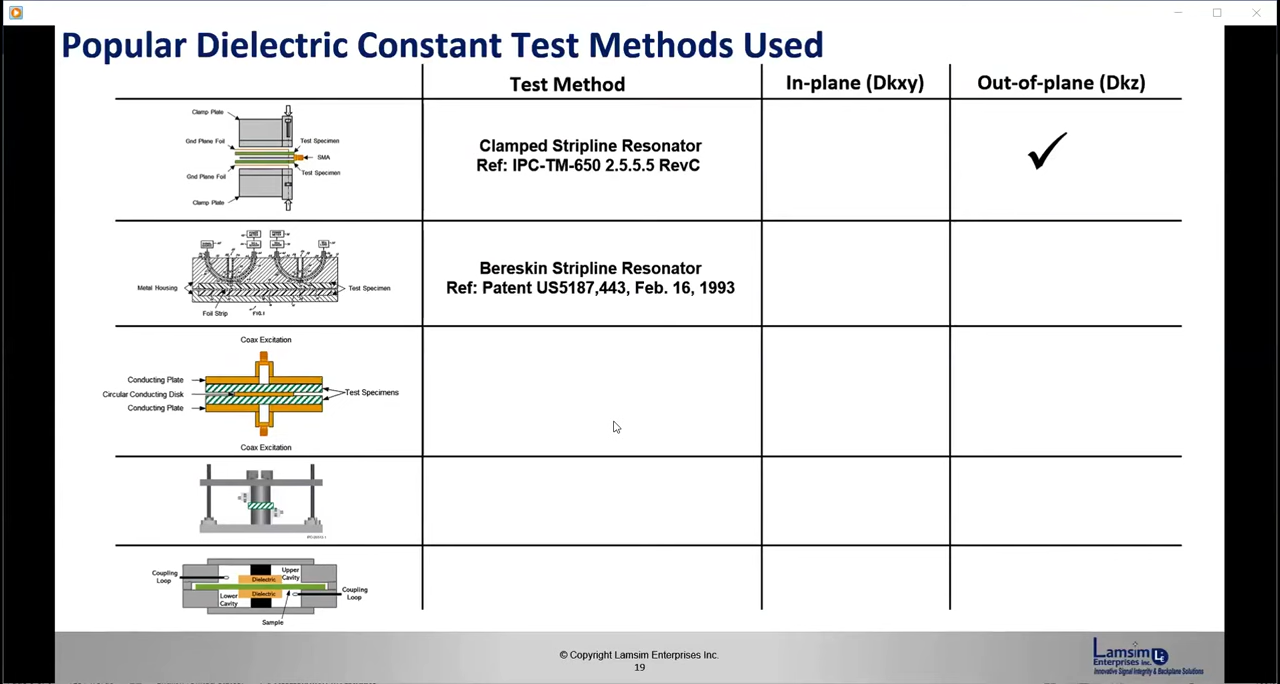 Popular Dielectric Constant Test Methods Used
Test Method
In-plane (Dkxy)
Out-of-plane (Dkz)
Clamp Plate
Gnd Plane Foil
Test Specimen
SMA
Gnd Plane Foil
Test Specimen
Clamp Plate
Clamped Stripline Resonator
Ref: IPC-TM-650 2.5.5.5 RevC
✓
Metal Housing
Test Specimen
Foil Strip
FIG.1
Bereskin Stripline Resonator
Ref: Patent US5187,443, Feb. 16, 1993
Coax Excitation
Conducting Plate
Circular Conducting Disk
Test Specimens
Conducting Plate
Coax Excitation
Coupling
Loop
Dielectric
Upper
Cavity
Dielectric
Lower
Cavity
Coupling
Loop
Sample
© Copyright Lamsim Enterprises Inc.
19
Lamsim
Enterprises Inc.
LE
Innovative Signal Integrity & Backplane Solutions